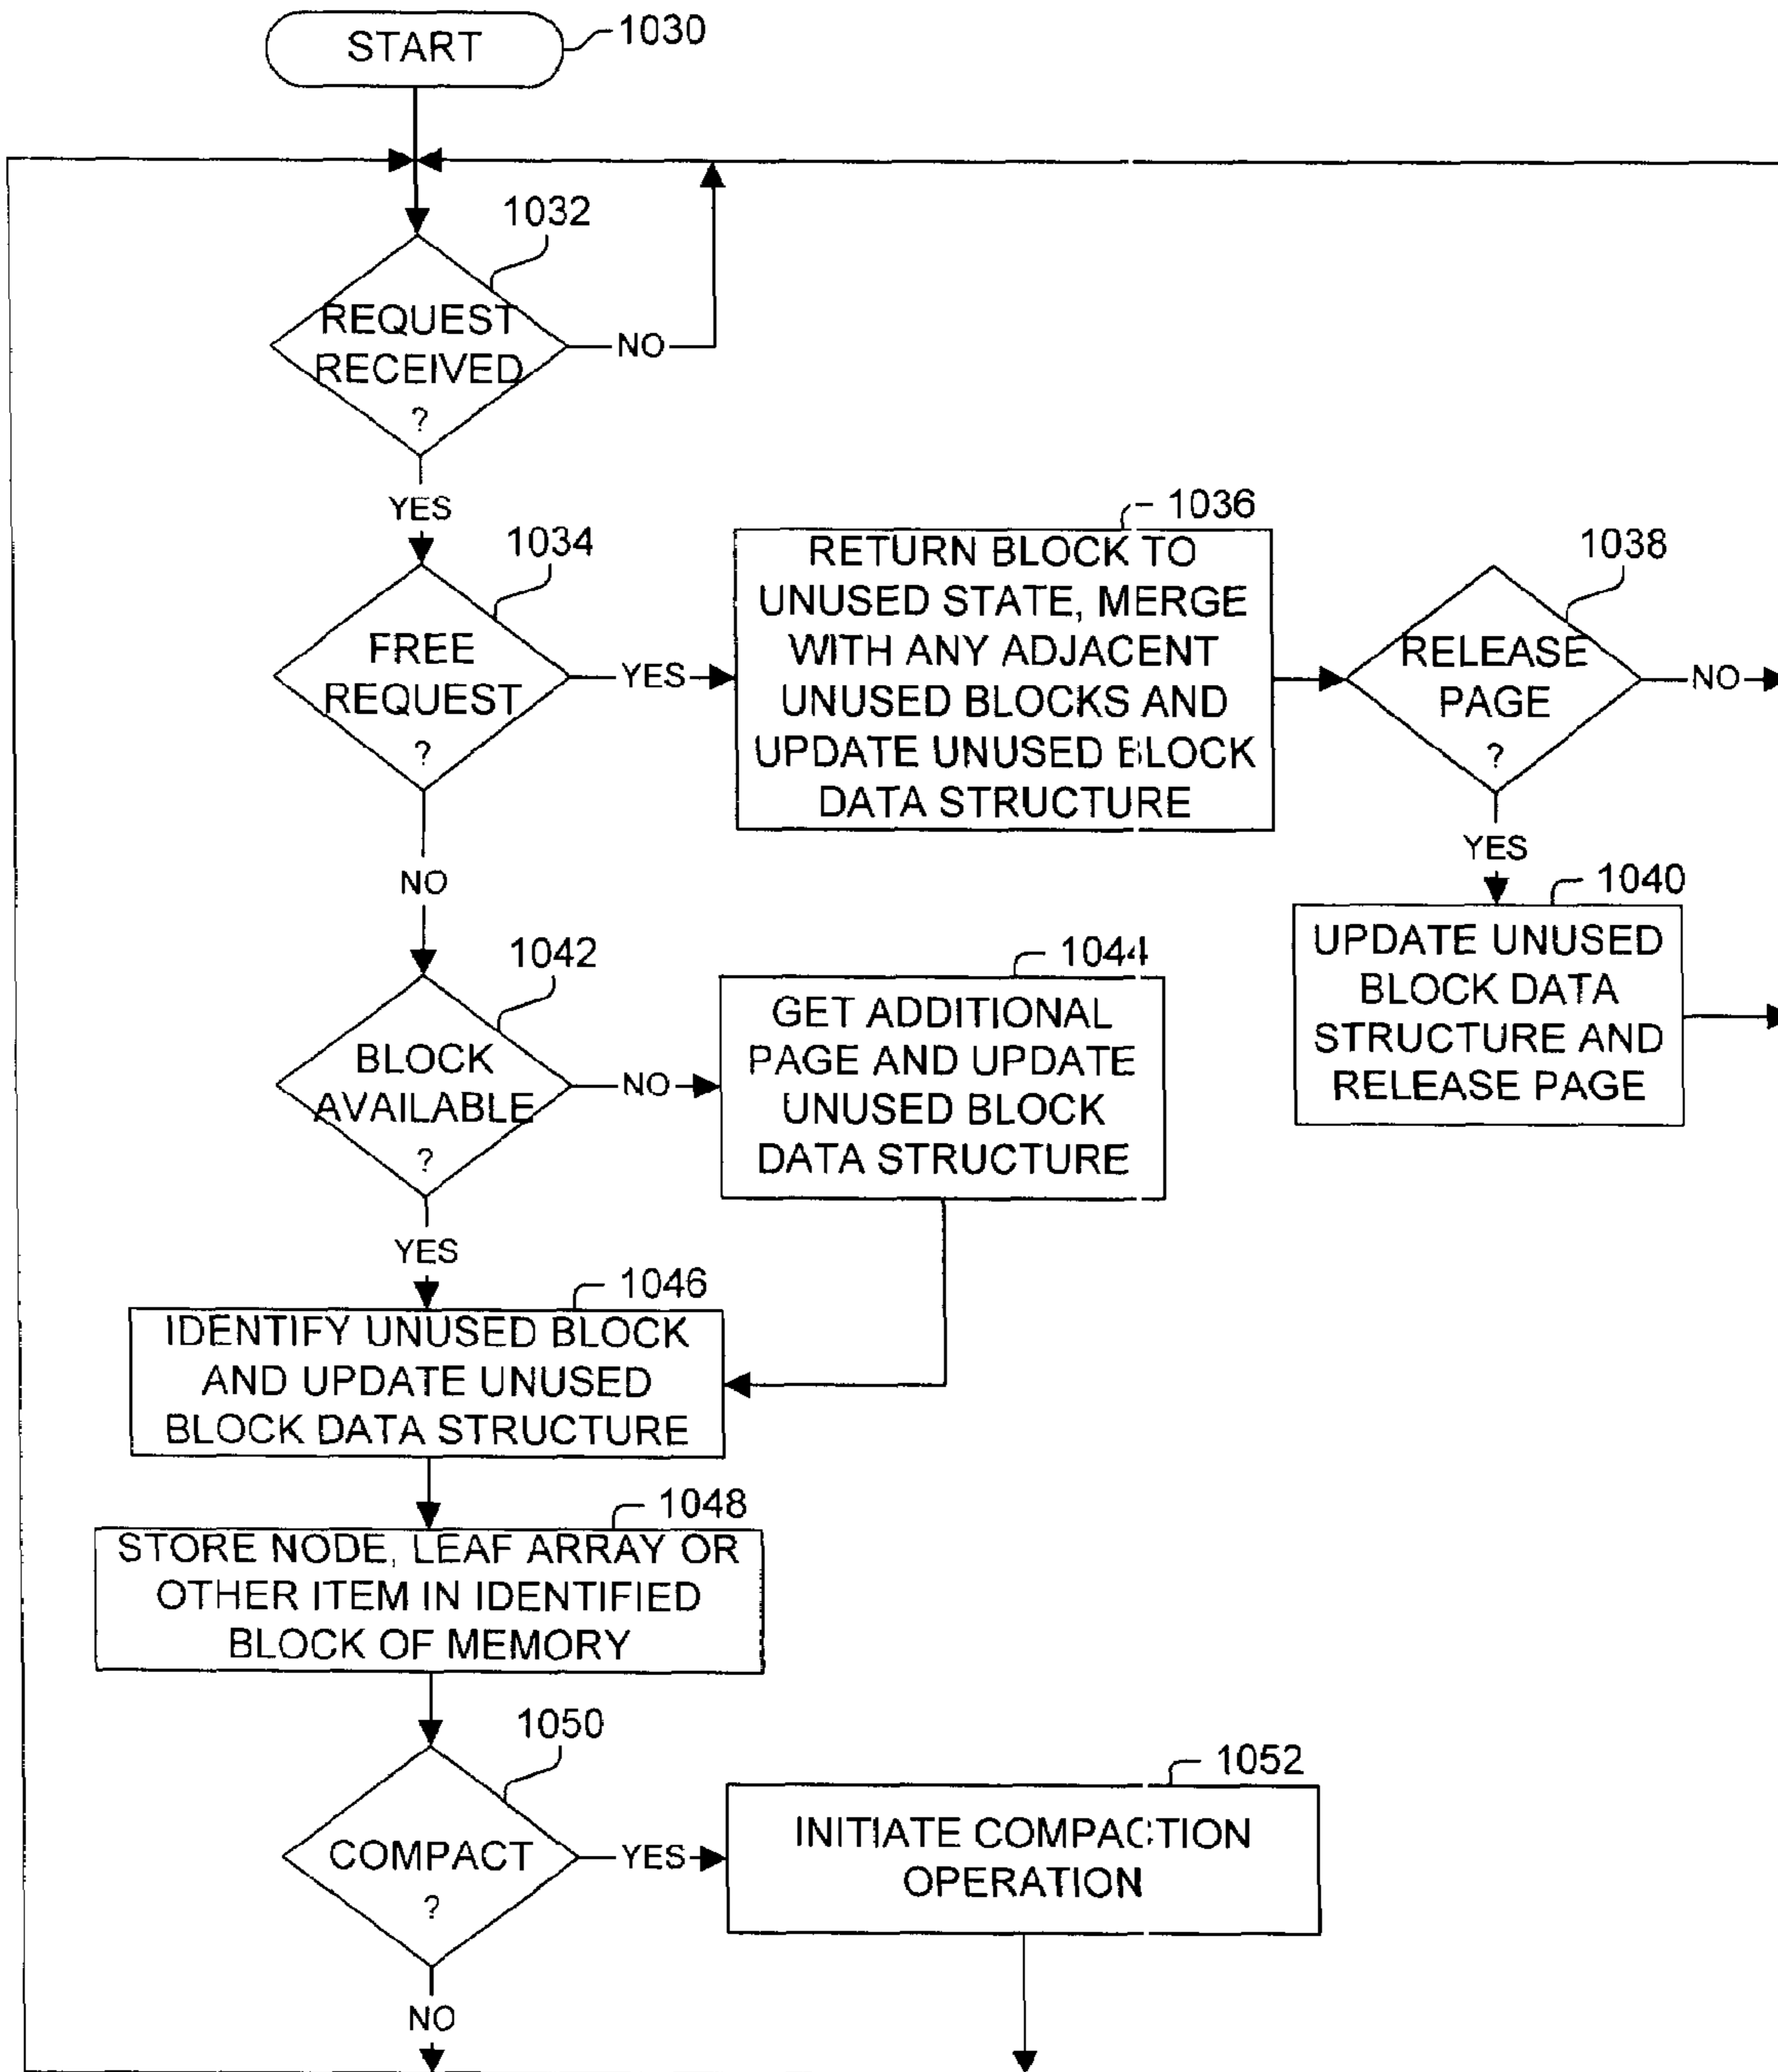 START
1030
1032
REQUEST
RECEIVED
?
NO
YES
1034
FREE
REQUEST
?
YES
1036
RETURN BLOCK TO
UNUSED STATE, MERGE
WITH ANY ADJACENT
UNUSED BLOCKS AND
UPDATE UNUSED BLOCK
DATA STRUCTURE
1038
RELEASE
PAGE
?
NO
YES
1040
UPDATE UNUSED
BLOCK DATA
STRUCTURE AND
RELEASE PAGE
NO
1042
BLOCK
AVAILABLE
?
NO
1044
GET ADDITIONAL
PAGE AND UPDATE
UNUSED BLOCK
DATA STRUCTURE
YES
1046
IDENTIFY UNUSED BLOCK
AND UPDATE UNUSED
BLOCK DATA STRUCTURE
1048
STORE NODE, LEAF ARRAY OR
OTHER ITEM IN IDENTIFIED
BLOCK OF MEMORY
1050
COMPACT
?
YES
1052
INITIATE COMPACTION
OPERATION
NO